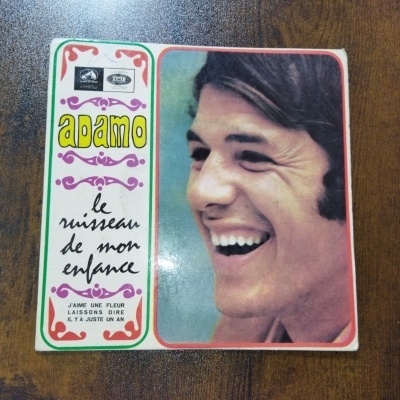 ADAMO
le
ruisseau
de mon
enfance
J'AIME UNE FLEUR
LAISSONS DIRE
IL Y A JUSTE UN AN